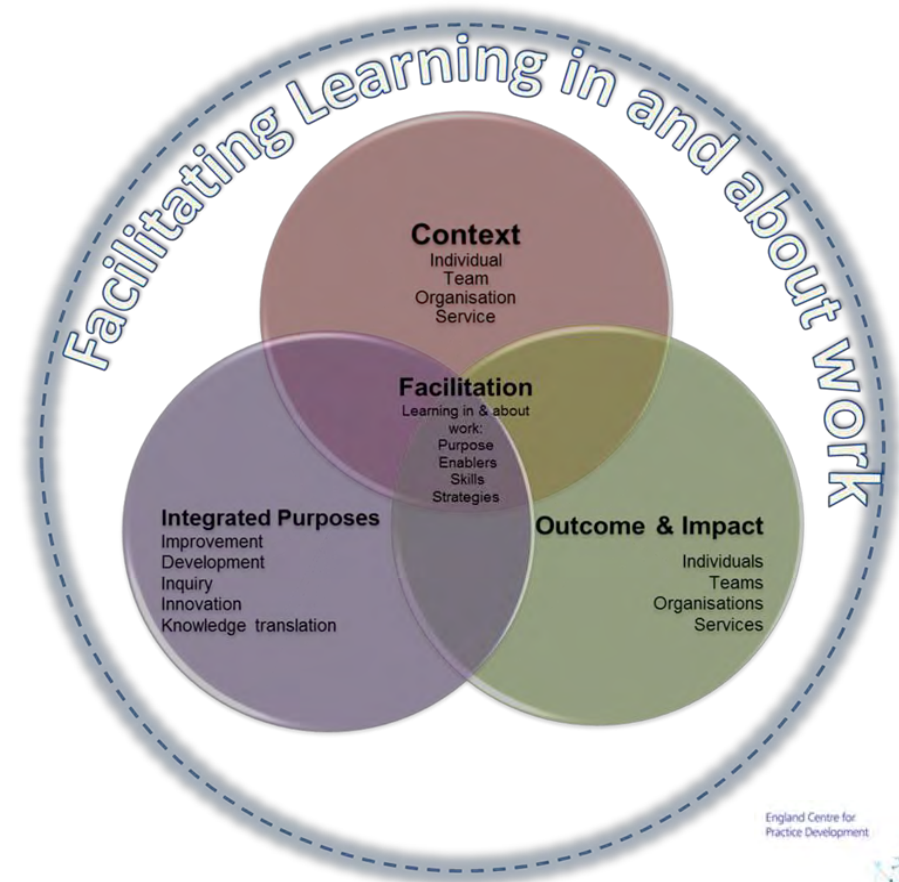 Facilitating Learning in and about work
Context
Individual
Team
Organisation
Service
Facilitation
Learning in & about
work:
Purpose
Enablers
Skills
Strategies
Integrated Purposes
Improvement
Development
Inquiry
Innovation
Knowledge translation
Outcome & Impact
Individuals
Teams
Organisations
Services
England Centre for
Practice Development